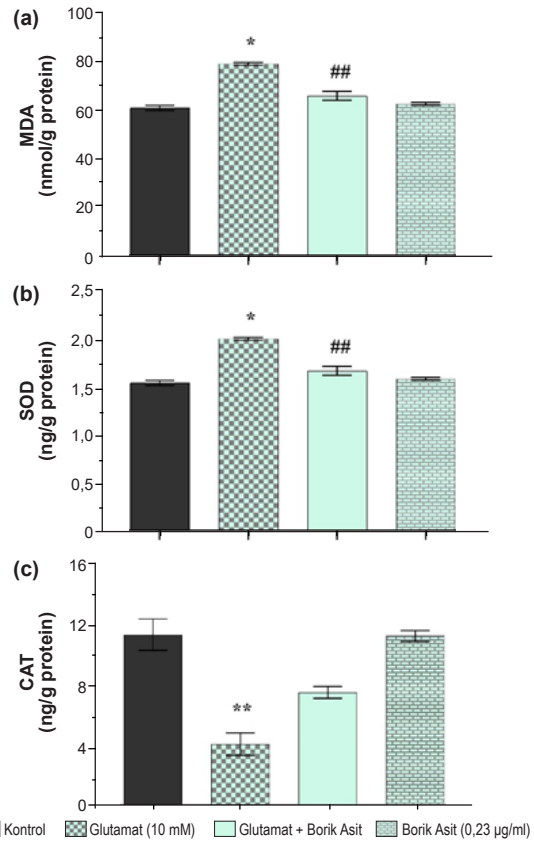 (a)
MDA
(nmol/g protein)
100
80
60
40
20
0
*
##
(b)
SOD
(ng/g protein)
2,5
2,0
1,5
1,0
0,5
0
*
##
(c)
CAT
(ng/g protein)
16
12
8
4
0
**
Kontrol Glutamat (10 mM) Glutamat + Borik Asit Borik Asit (0,23 µg/ml)